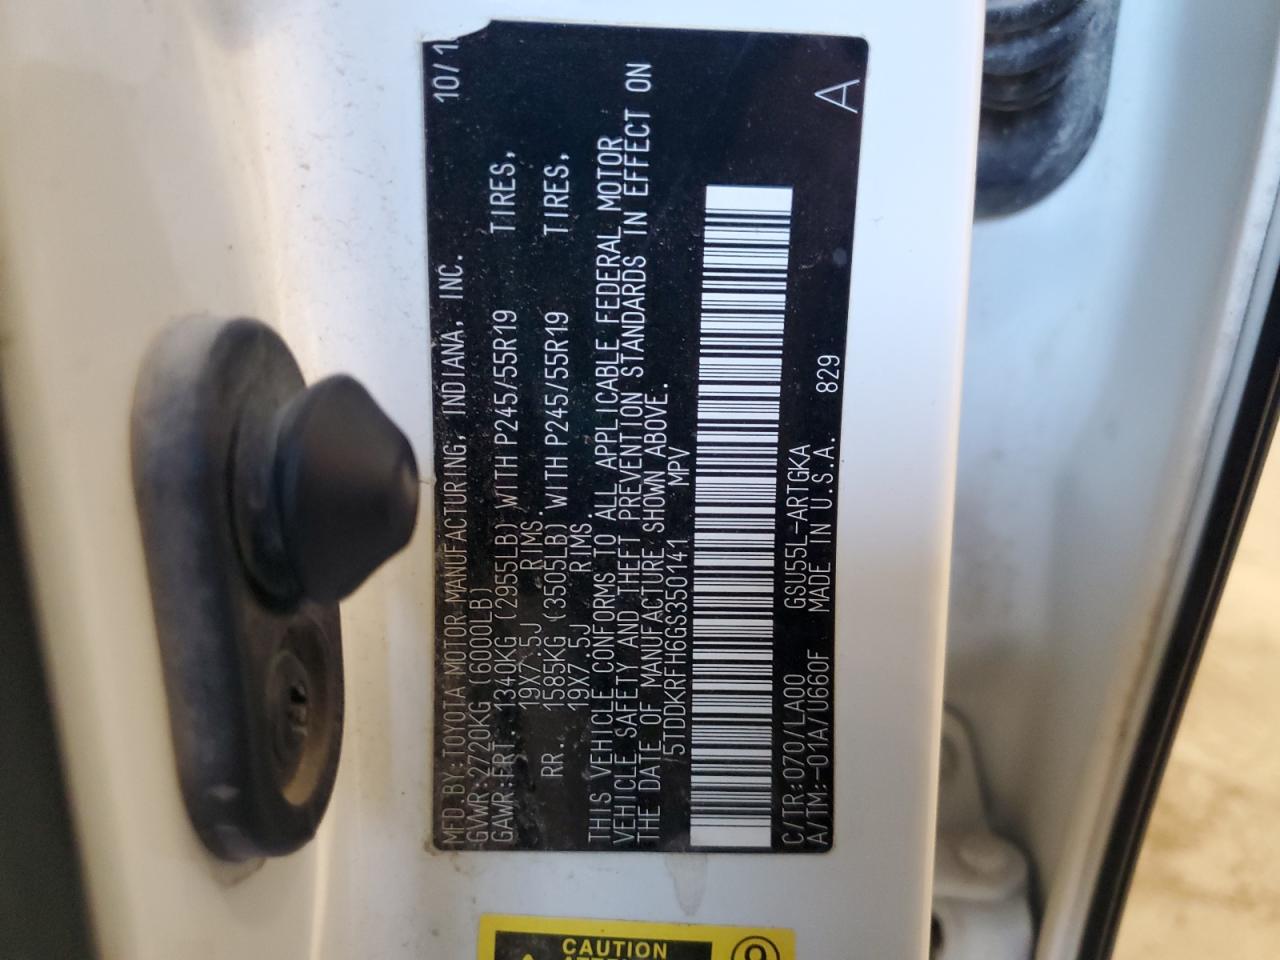 MFD.BY:TOYOTA MOTOR MANUFACTURING, INDIANA, INC. 10/1
GVWR:2720KG (6000LB)
GAWR:FRT. 1340KG (2955LB) WITH P245/55R19 TIRES,
19X7.5J RIMS.
RR. 1585KG (3505LB) WITH P245/55R19 TIRES,
19X7.5J RIMS.
THIS VEHICLE CONFORMS TO ALL APPLICABLE FEDERAL MOTOR
VEHICLE SAFETY AND THEFT PREVENTION STANDARDS IN EFFECT ON
THE DATE OF MANUFACTURE SHOWN ABOVE.
5TDDKRFH6GS350141 MPV
C/TR:070/LA00 GSU55L-ARTGKA
A/TM:-01A/U660F MADE IN U.S.A. 829
A
CAUTION